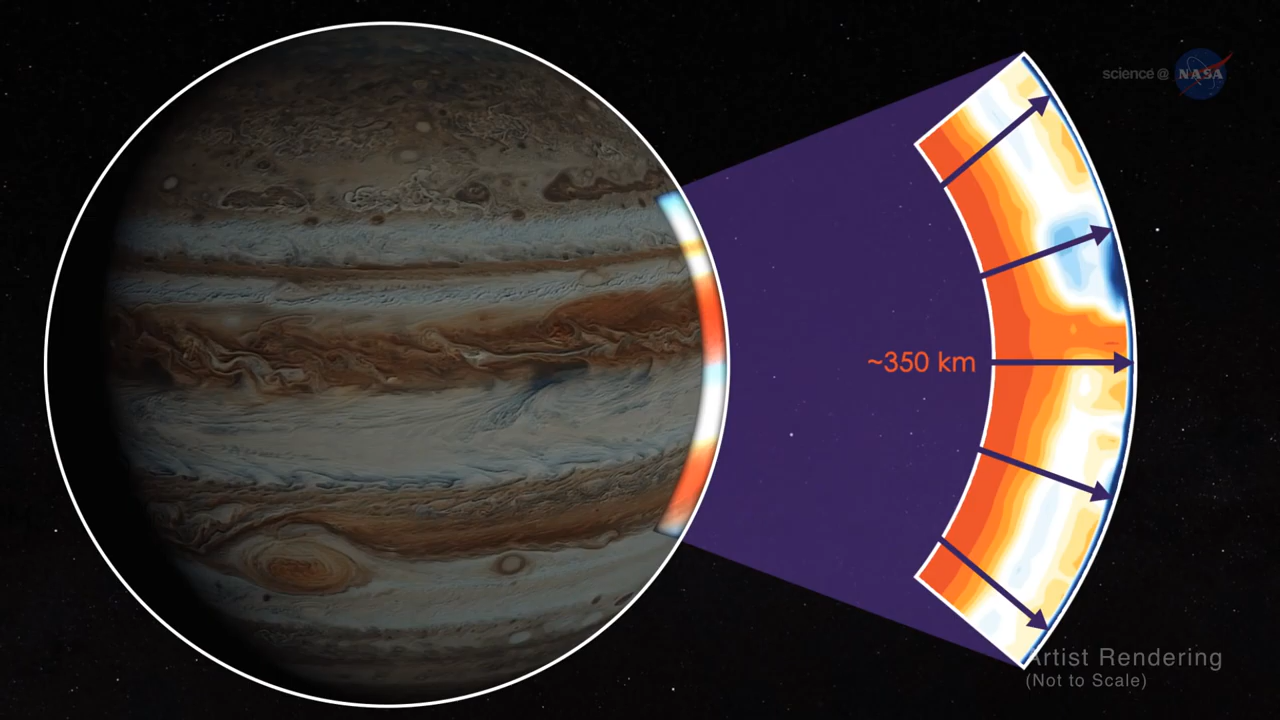 science@ NASA
~350 km
Artist Rendering
(Not to Scale)